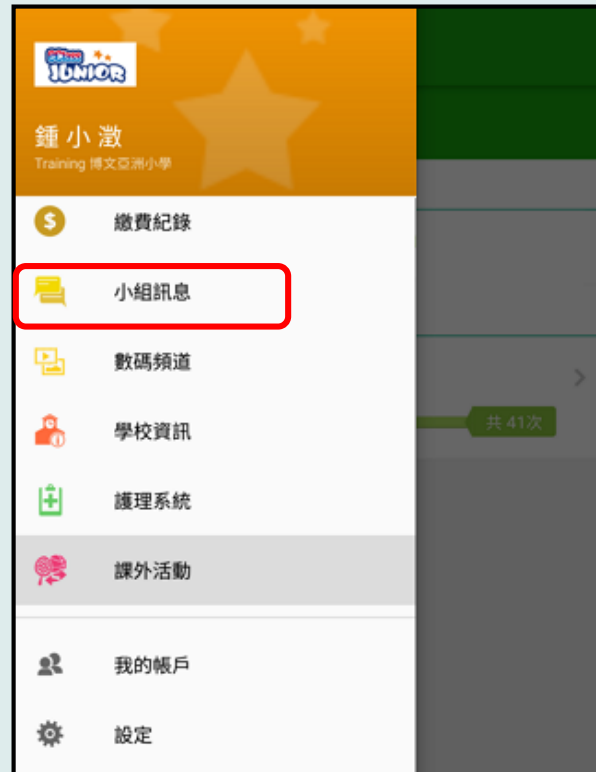 JUNIOR
鍾小澂
Training 博文亞洲小學
繳費紀錄
小組訊息
數碼頻道
學校資訊
護理系統
課外活動
我的帳戶
設定
共 41次